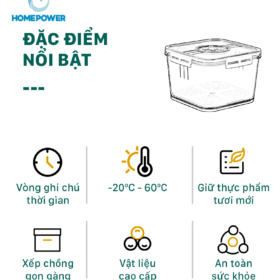 HOMEPOWER
ĐẶC ĐIỂM
NỔI BẬT
---
Vòng ghi chú
thời gian
-20°C - 60°C
Giữ thực phẩm
tươi mới
Xếp chồng
gọn gàng
Vật liệu
cao cấp
An toàn
sức khỏe